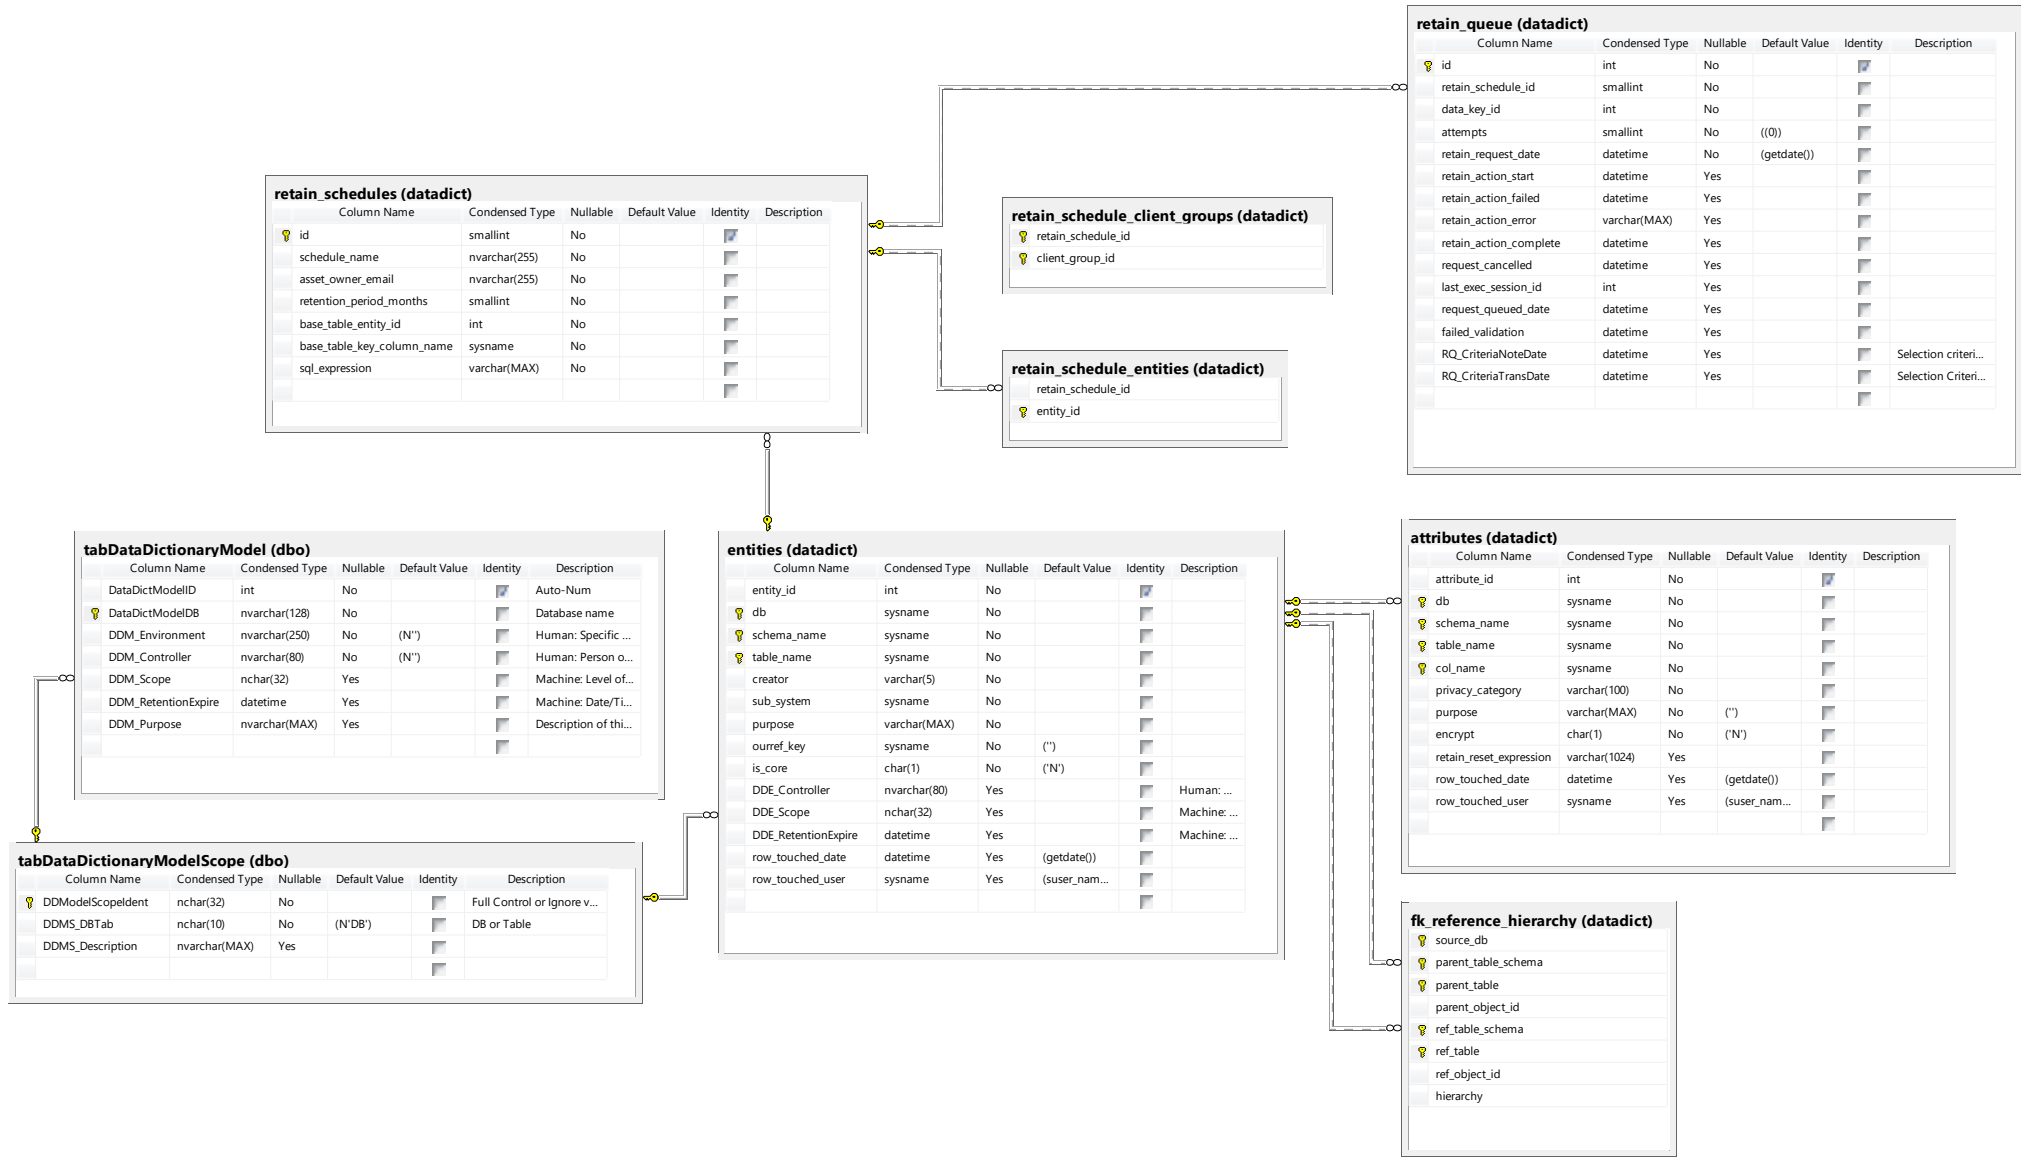 retain_queue (datadict)
Column Name Condensed Type Nullable Default Value Identity Description
id int No
retain_schedule_id smallint No
data_key_id int No
attempts smallint No ((0))
retain_request_date datetime No (getdate())
retain_action_start datetime Yes
retain_action_failed datetime Yes
retain_action_error varchar(MAX) Yes
retain_action_complete datetime Yes
request_cancelled datetime Yes
last_exec_session_id int Yes
request_queued_date datetime Yes
failed_validation datetime Yes
RQ_CriteriaNoteDate datetime Yes Selection criteri...
RQ_CriteriaTransDate datetime Yes Selection Criteri...
retain_schedules (datadict)
Column Name Condensed Type Nullable Default Value Identity Description
id smallint No
schedule_name nvarchar(255) No
asset_owner_email nvarchar(255) No
retention_period_months smallint No
base_table_entity_id int No
base_table_key_column_name sysname No
sql_expression varchar(MAX) No
retain_schedule_client_groups (datadict)
retain_schedule_id
client_group_id
retain_schedule_entities (datadict)
retain_schedule_id
entity_id
tabDataDictionaryModel (dbo)
Column Name Condensed Type Nullable Default Value Identity Description
DataDictModelID int No Auto-Num
DataDictModelDB nvarchar(128) No Database name
DDM_Environment nvarchar(250) No (N'') Human: Specific ...
DDM_Controller nvarchar(80) No (N'') Human: Person o...
DDM_Scope nchar(32) Yes Machine: Level of...
DDM_RetentionExpire datetime Yes Machine: Date/Ti...
DDM_Purpose nvarchar(MAX) Yes Description of thi...
entities (datadict)
Column Name Condensed Type Nullable Default Value Identity Description
entity_id int No
db sysname No
schema_name sysname No
table_name sysname No
creator varchar(5) No
sub_system sysname No
purpose varchar(MAX) No
ourref_key sysname No ('')
is_core char(1) No ('N')
DDE_Controller nvarchar(80) Yes Human: ...
DDE_Scope nchar(32) Yes Machine: ...
DDE_RetentionExpire datetime Yes Machine: ...
row_touched_date datetime Yes (getdate())
row_touched_user sysname Yes (suser_nam...
attributes (datadict)
Column Name Condensed Type Nullable Default Value Identity Description
attribute_id int No
db sysname No
schema_name sysname No
table_name sysname No
col_name sysname No
privacy_category varchar(100) No
purpose varchar(MAX) No ('')
encrypt char(1) No ('N')
retain_reset_expression varchar(1024) Yes
row_touched_date datetime Yes (getdate())
row_touched_user sysname Yes (suser_nam...
tabDataDictionaryModelScope (dbo)
Column Name Condensed Type Nullable Default Value Identity Description
DDModelScopeIdent nchar(32) No Full Control or Ignore v...
DDMS_DBTab nchar(10) No (N'DB') DB or Table
DDMS_Description nvarchar(MAX) Yes
fk_reference_hierarchy (datadict)
source_db
parent_table_schema
parent_table
parent_object_id
ref_table_schema
ref_table
ref_object_id
hierarchy